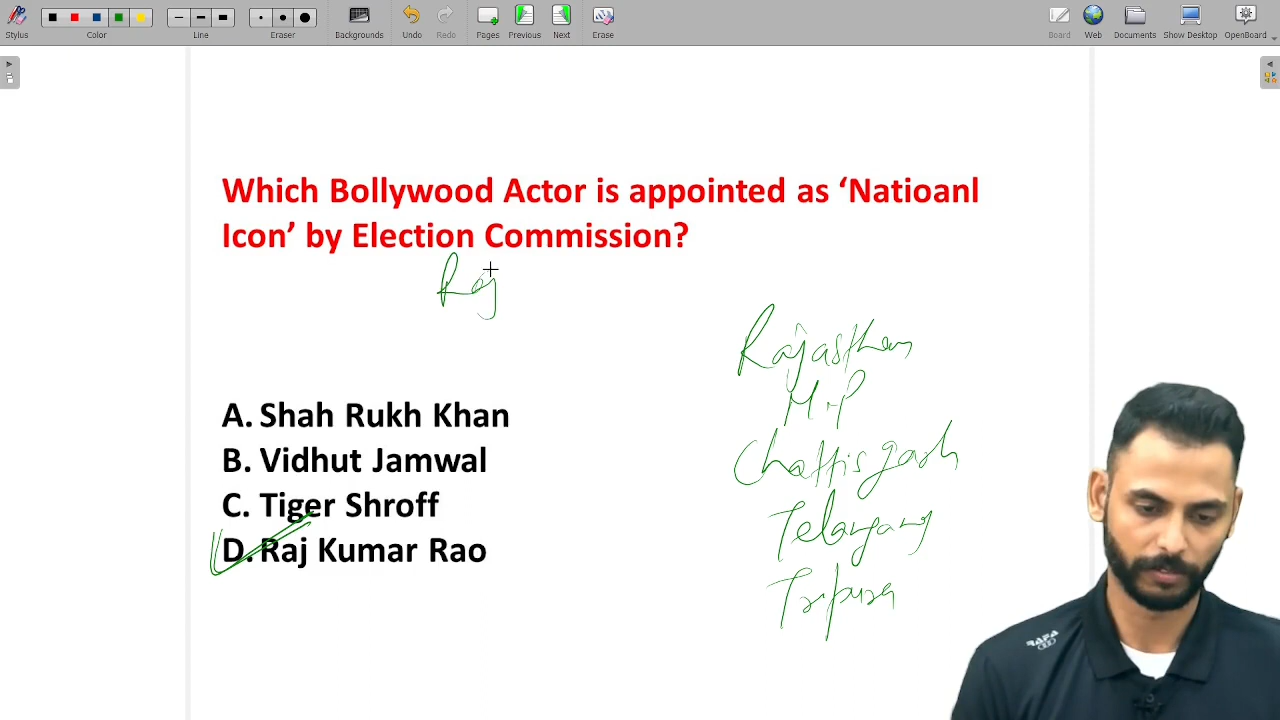 Stylus Color Line Eraser Backgrounds Undo Redo Pages Previous Next Erase Board Web Documents Show Desktop OpenBoard
Which Bollywood Actor is appointed as ‘Natioanl
Icon’ by Election Commission?
Raj
Rajasthan
M.P
Chattisgarh
Telangana
Tripura
A. Shah Rukh Khan
B. Vidhut Jamwal
C. Tiger Shroff
D. Raj Kumar Rao
RAFA